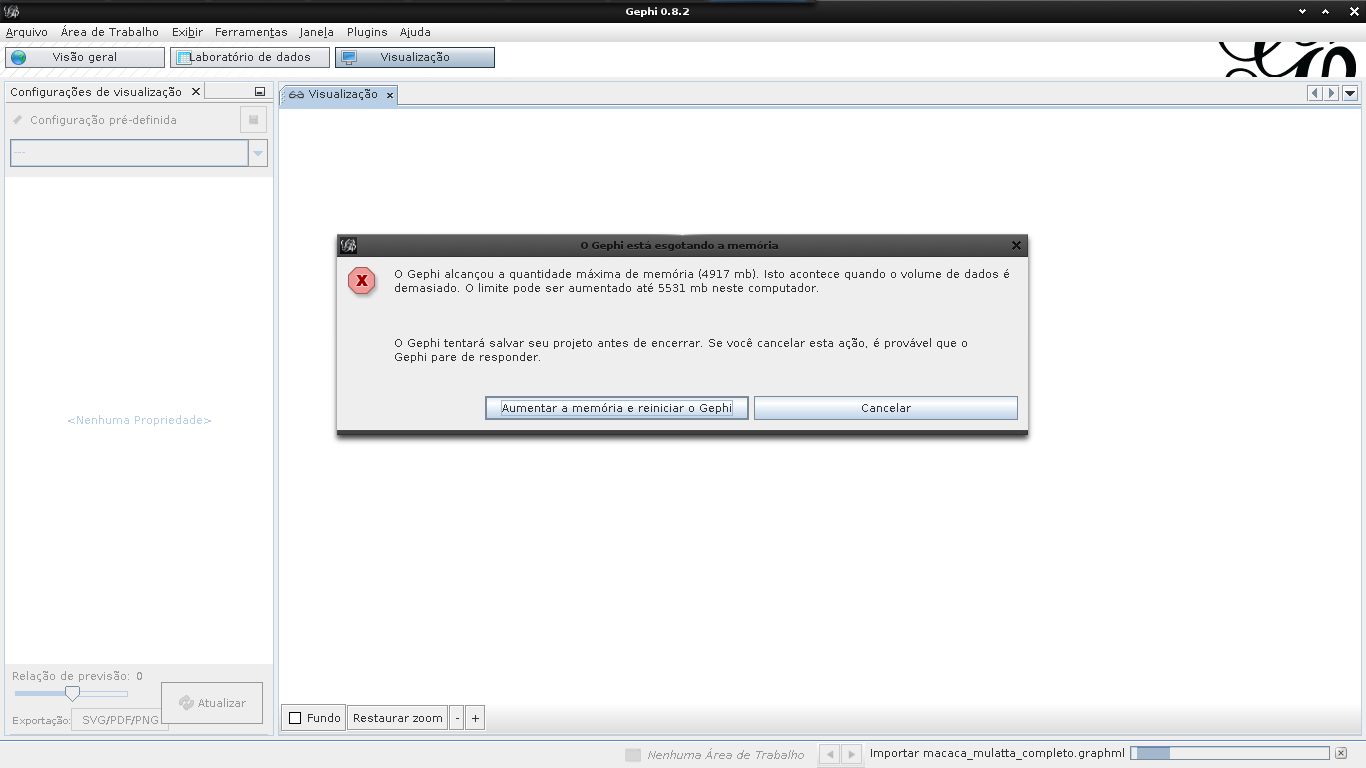 Gephi 0.8.2
Arquivo Área de Trabalho Exibir Ferramentas Janela Plugins Ajuda
Visão geral Laboratório de dados Visualização
Configurações de visualização
Visualização
Configuração pré-definida
---
O Gephi está esgotando a memória
O Gephi alcançou a quantidade máxima de memória (4917 mb). Isto acontece quando o volume de dados é
demasiado. O limite pode ser aumentado até 5531 mb neste computador.
O Gephi tentará salvar seu projeto antes de encerrar. Se você cancelar esta ação, é provável que o
Gephi pare de responder.
Aumentar a memória e reiniciar o Gephi Cancelar
<Nenhuma Propriedade>
Relação de previsão: 0
Atualizar
Exportação: SVG/PDF/PNG
Fundo Restaurar zoom - +
Nenhuma Área de Trabalho Importar macaca_mulatta_completo.graphml